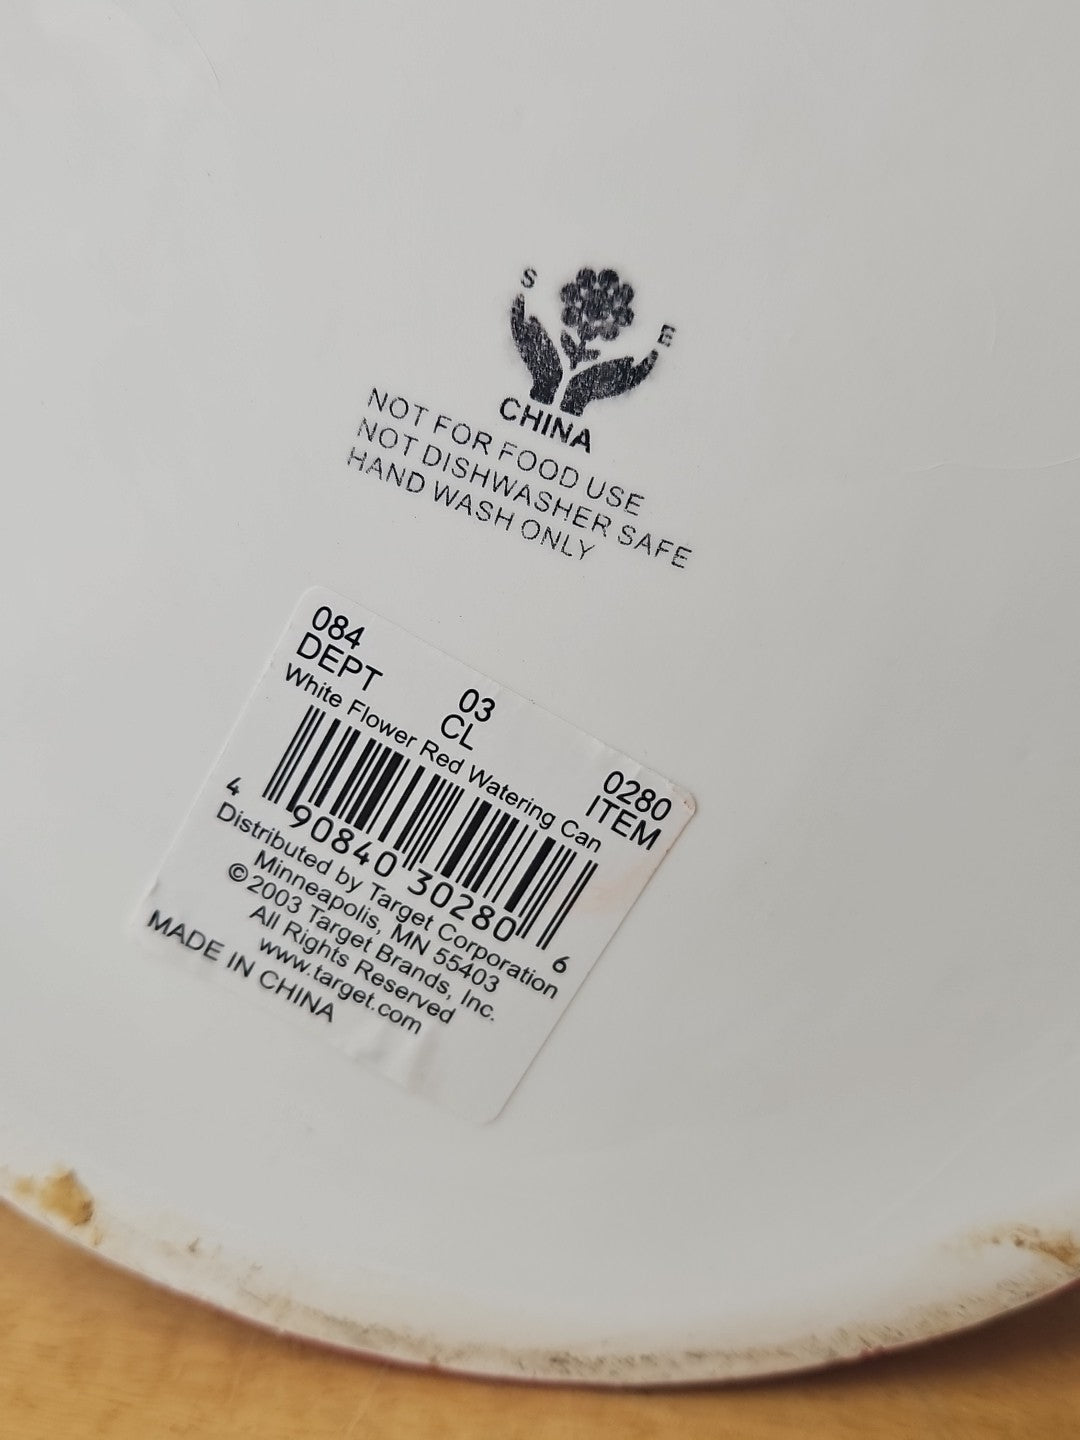 S
E
CHINA
NOT FOR FOOD USE
NOT DISHWASHER SAFE
HAND WASH ONLY
084 03 0280
DEPT CL ITEM
White Flower Red Watering Can
4 90840 30280 6
Distributed by Target Corporation
Minneapolis, MN 55403
©2003 Target Brands, Inc.
All Rights Reserved
www.target.com
MADE IN CHINA